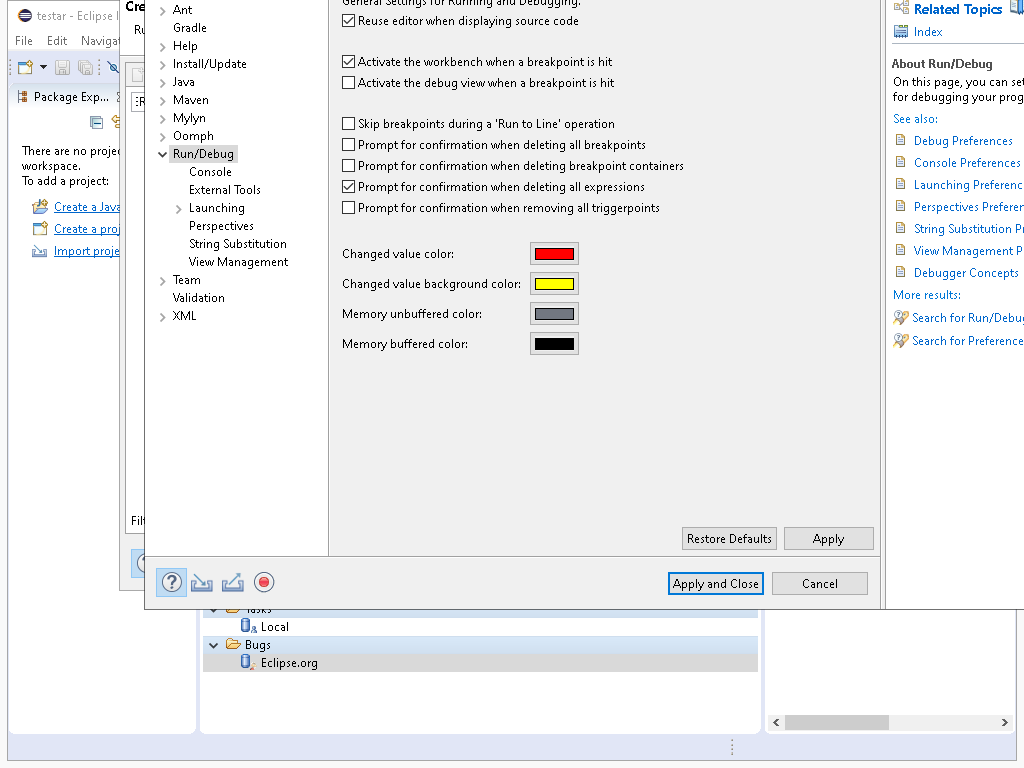 testar - Eclipse I
File Edit Navigat
Package Exp...
There are no proje
workspace.
To add a project:
Create a Java
Create a proj
Import proje
Cre
Ru
Filt
Ant
Gradle
Help
Install/Update
Java
Maven
Mylyn
Oomph
Run/Debug
Console
External Tools
Launching
Perspectives
String Substitution
View Management
Team
Validation
XML
General Settings for Running and Debugging.
Reuse editor when displaying source code
Activate the workbench when a breakpoint is hit
Activate the debug view when a breakpoint is hit
Skip breakpoints during a 'Run to Line' operation
Prompt for confirmation when deleting all breakpoints
Prompt for confirmation when deleting breakpoint containers
Prompt for confirmation when deleting all expressions
Prompt for confirmation when removing all triggerpoints
Changed value color:
Changed value background color:
Memory unbuffered color:
Memory buffered color:
Restore Defaults Apply
Apply and Close Cancel
Related Topics
Index
About Run/Debug
On this page, you can set
for debugging your prog
See also:
Debug Preferences
Console Preferences
Launching Preferenc
Perspectives Preferer
String Substitution Pr
View Management P
Debugger Concepts
More results:
Search for Run/Debug
Search for Preference
Tasks
Local
Bugs
Eclipse.org